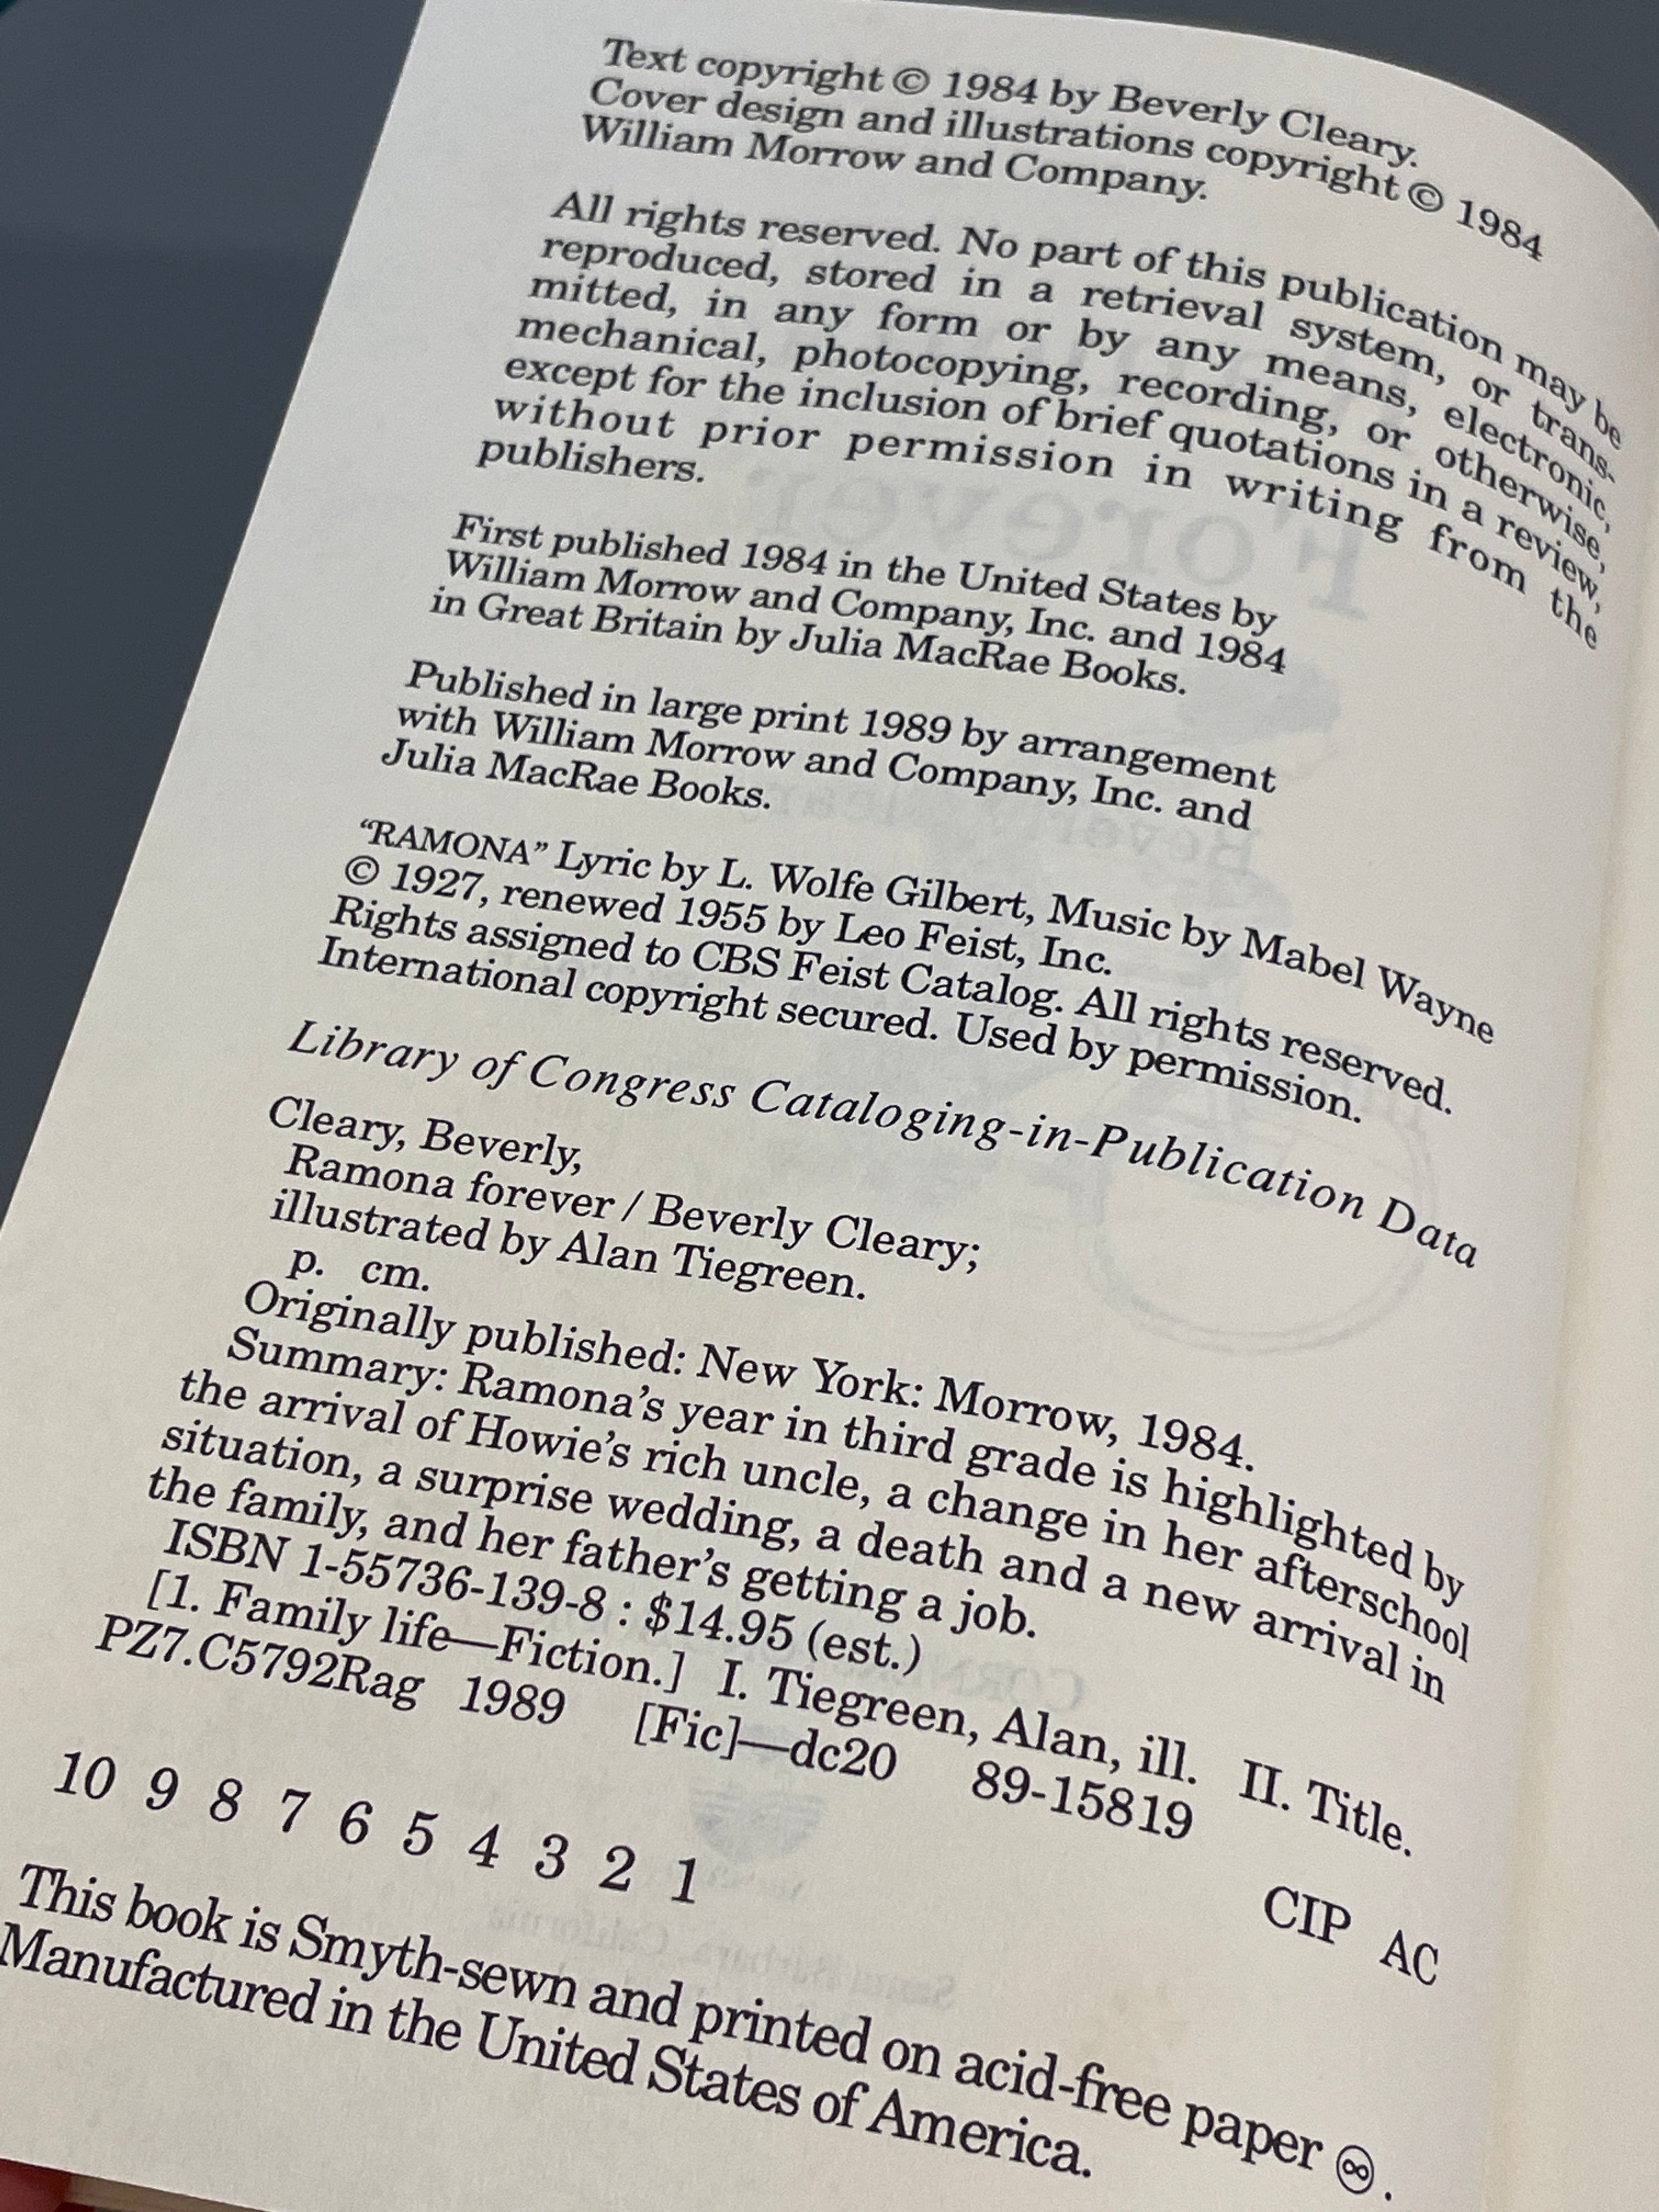 Text copyright © 1984 by Beverly Cleary.
Cover design and illustrations copyright © 1984
William Morrow and Company.
All rights reserved. No part of this publication may be
reproduced, stored in a retrieval system, or trans-
mitted, in any form or by any means, electronic,
mechanical, photocopying, recording, or otherwise,
except for the inclusion of brief quotations in a review,
without prior permission in writing from the
publishers.
First published 1984 in the United States by
William Morrow and Company, Inc. and 1984
in Great Britain by Julia MacRae Books.
Published in large print 1989 by arrangement
with William Morrow and Company, Inc. and
Julia MacRae Books.
“RAMONA” Lyric by L. Wolfe Gilbert, Music by Mabel Wayne
© 1927, renewed 1955 by Leo Feist, Inc.
Rights assigned to CBS Feist Catalog. All rights reserved.
International copyright secured. Used by permission.
Library of Congress Cataloging-in-Publication Data
Cleary, Beverly,
Ramona forever / Beverly Cleary;
illustrated by Alan Tiegreen.
p. cm.
Originally published: New York: Morrow, 1984.
Summary: Ramona’s year in third grade is highlighted by
the arrival of Howie’s rich uncle, a change in her afterschool
situation, a surprise wedding, a death and a new arrival in
the family, and her father’s getting a job.
ISBN 1-55736-139-8 : $14.95 (est.)
[1. Family life—Fiction.] I. Tiegreen, Alan, ill. II. Title.
PZ7.C5792Rag 1989 [Fic]—dc20 89-15819
CIP AC
10 9 8 7 6 5 4 3 2 1
This book is Smyth-sewn and printed on acid-free paper ♾.
Manufactured in the United States of America.